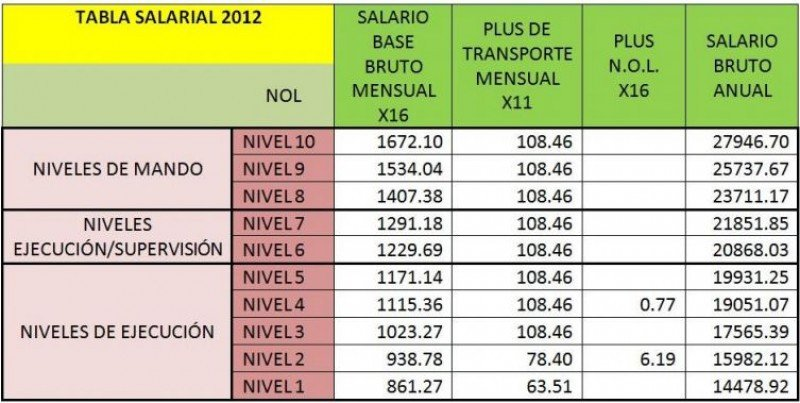 TABLA SALARIAL 2012
NOL
SALARIO
BASE
BRUTO
MENSUAL
X16
PLUS DE
TRANSPORTE
MENSUAL
X11
PLUS
N.O.L.
X16
SALARIO
BRUTO
ANUAL
NIVELES DE MANDO
NIVEL 10 1672.10 108.46 27946.70
NIVEL 9 1534.04 108.46 25737.67
NIVEL 8 1407.38 108.46 23711.17
NIVELES
EJECUCIÓN/SUPERVISIÓN
NIVEL 7 1291.18 108.46 21851.85
NIVEL 6 1229.69 108.46 20868.03
NIVELES DE EJECUCIÓN
NIVEL 5 1171.14 108.46 19931.25
NIVEL 4 1115.36 108.46 0.77 19051.07
NIVEL 3 1023.27 108.46 17565.39
NIVEL 2 938.78 78.40 6.19 15982.12
NIVEL 1 861.27 63.51 14478.92